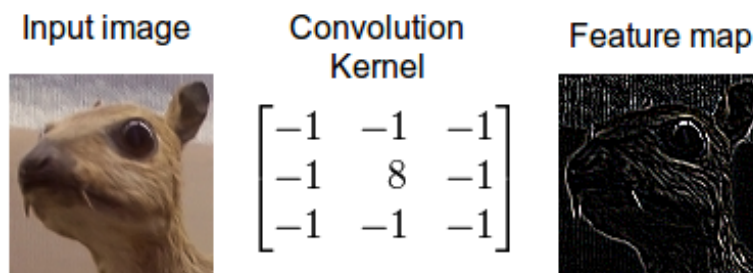 Input image
Convolution
Kernel
Feature map
−1 −1 −1
−1 8 −1
−1 −1 −1